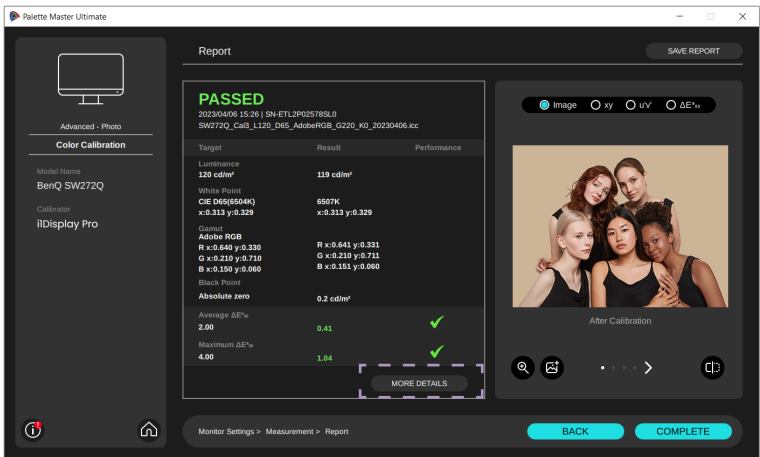 Palette Master Ultimate
Report
SAVE REPORT
Advanced - Photo
Color Calibration
Model Name
BenQ SW272Q
Calibrator
i1Display Pro
PASSED
2023/04/06 15:26 | SN-ETL2P02578SL0
SW272Q_Cal3_L120_D65_AdobeRGB_G220_K0_20230406.icc
Target Result Performance
Luminance
120 cd/m² 119 cd/m²
White Point
CIE D65(6504K) 6507K
x:0.313 y:0.329 x:0.313 y:0.329
Gamut
Adobe RGB
R x:0.640 y:0.330 R x:0.641 y:0.331
G x:0.210 y:0.710 G x:0.210 y:0.711
B x:0.150 y:0.060 B x:0.151 y:0.060
Black Point
Absolute zero 0.2 cd/m²
Average ΔE*₀₀
2.00 0.41
Maximum ΔE*₀₀
4.00 1.04
MORE DETAILS
Image xy u'v' ΔE*₀₀
After Calibration
Monitor Settings > Measurement > Report
BACK
COMPLETE